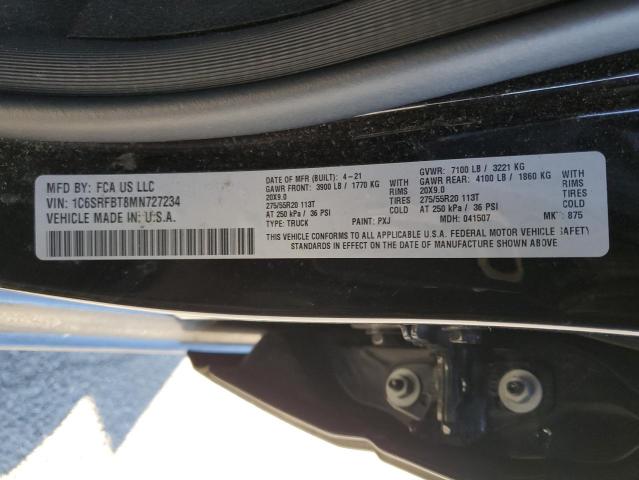 MFD BY: FCA US LLC
VIN: 1C6SRFBT8MN727234
VEHICLE MADE IN U.S.A.
DATE OF MFR (BUILT): 4-21
GAWR FRONT: 3900 LB / 1770 KG WITH
20X9.0 RIMS
275/55R20 113T TIRES
AT 250 kPa / 36 PSI COLD
TYPE: TRUCK PAINT: PXJ
GVWR: 7100 LB / 3221 KG
GAWR REAR: 4100 LB / 1860 KG WITH
20X9.0 RIMS
275/55R20 113T TIRES
AT 250 kPa / 36 PSI COLD
MDH: 041507 875
THIS VEHICLE CONFORMS TO ALL APPLICABLE U.S.A. FEDERAL MOTOR VEHICLE SAFETY
STANDARDS IN EFFECT ON THE DATE OF MANUFACTURE SHOWN ABOVE